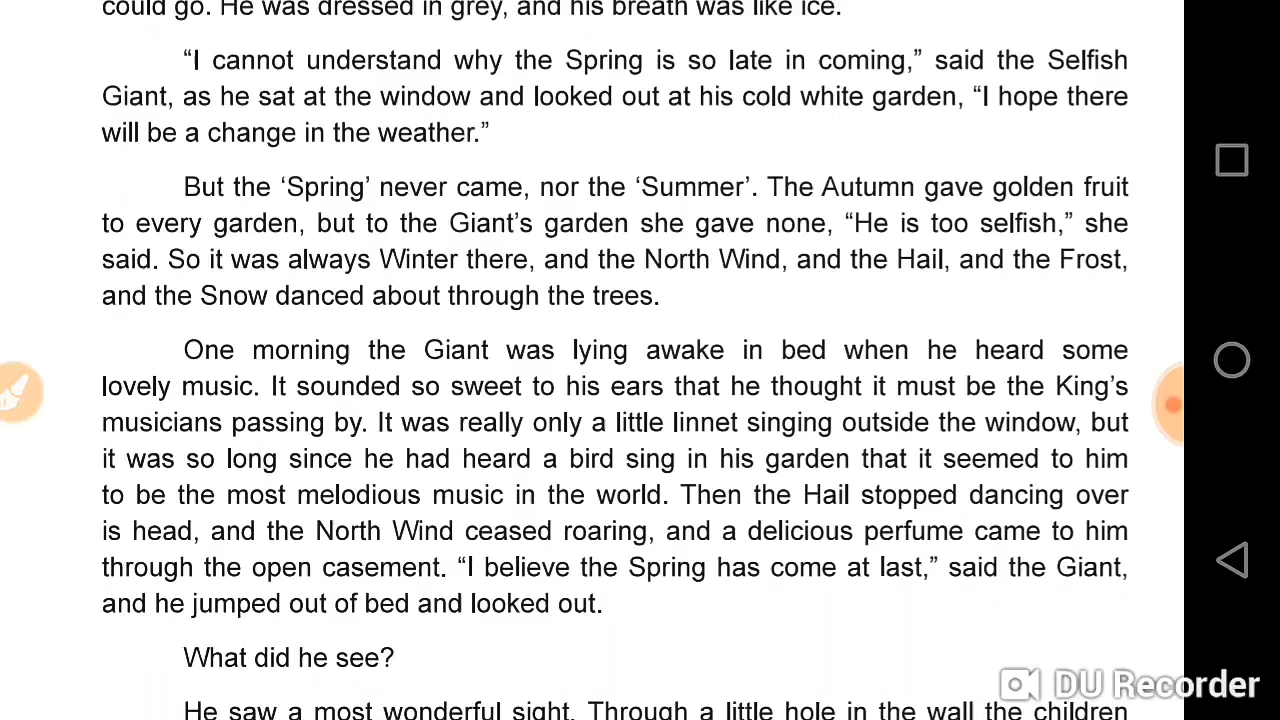 could go. He was dressed in grey, and his breath was like ice.
“I cannot understand why the Spring is so late in coming,” said the Selfish
Giant, as he sat at the window and looked out at his cold white garden, “I hope there
will be a change in the weather.”
But the ‘Spring’ never came, nor the ‘Summer’. The Autumn gave golden fruit
to every garden, but to the Giant’s garden she gave none, “He is too selfish,” she
said. So it was always Winter there, and the North Wind, and the Hail, and the Frost,
and the Snow danced about through the trees.
One morning the Giant was lying awake in bed when he heard some
lovely music. It sounded so sweet to his ears that he thought it must be the King’s
musicians passing by. It was really only a little linnet singing outside the window, but
it was so long since he had heard a bird sing in his garden that it seemed to him
to be the most melodious music in the world. Then the Hail stopped dancing over
is head, and the North Wind ceased roaring, and a delicious perfume came to him
through the open casement. “I believe the Spring has come at last,” said the Giant,
and he jumped out of bed and looked out.
What did he see?
He saw a most wonderful sight. Through a little hole in the wall the children
DU Recorder